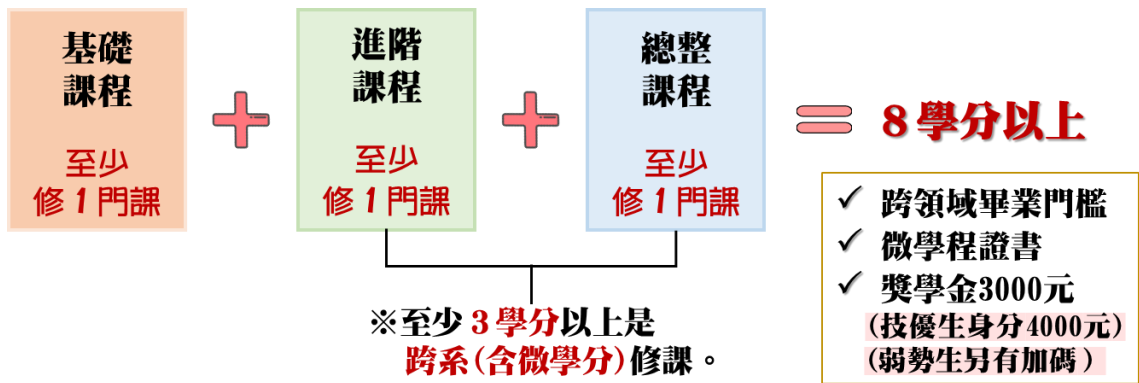 基礎
課程
至少
修1門課
進階
課程
至少
修1門課
總整
課程
至少
修1門課
8學分以上
✓ 跨領域畢業門檻
✓ 微學程證書
✓ 獎學金3000元
(技優生身分4000元)
(弱勢生另有加碼)
※至少3學分以上是
跨系(含微學分)修課。